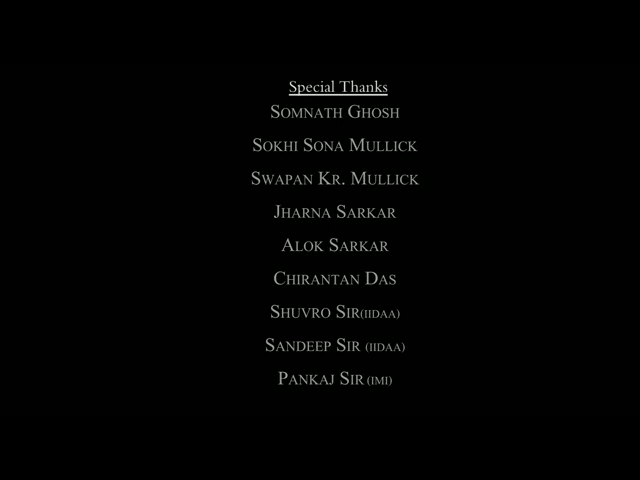 Special Thanks
Somnath Ghosh
Sokhi Sona Mullick
Swapan Kr. Mullick
Jharna Sarkar
Alok Sarkar
Chirantan Das
Shuvro Sir(IIDAA)
Sandeep Sir (IIDAA)
Pankaj Sir (IMI)